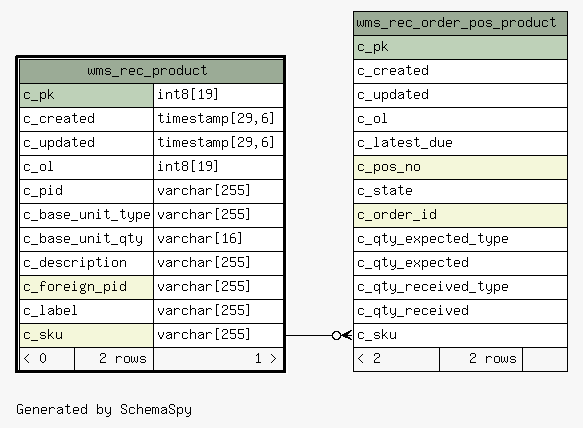 wms_rec_product
c_pk int8[19]
c_created timestamp[29,6]
c_updated timestamp[29,6]
c_ol int8[19]
c_pid varchar[255]
c_base_unit_type varchar[255]
c_base_unit_qty varchar[16]
c_description varchar[255]
c_foreign_pid varchar[255]
c_label varchar[255]
c_sku varchar[255]
< 0 2 rows 1 >
wms_rec_order_pos_product
c_pk
c_created
c_updated
c_ol
c_latest_due
c_pos_no
c_state
c_order_id
c_qty_expected_type
c_qty_expected
c_qty_received_type
c_qty_received
c_sku
< 2 2 rows
Generated by SchemaSpy